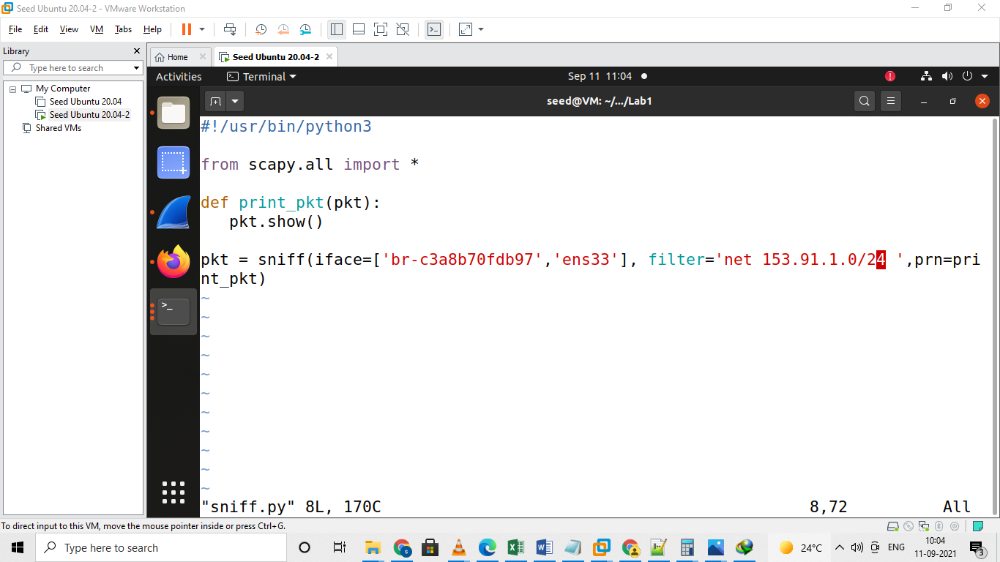 Seed Ubuntu 20.04-2 - VMware Workstation
File Edit View VM Tabs Help
Library
Type here to search
My Computer
Seed Ubuntu 20.04
Seed Ubuntu 20.04-2
Shared VMs
Home
Seed Ubuntu 20.04-2
Activities
Terminal
Sep 11 11:04
seed@VM: ~/.../Lab1
#!/usr/bin/python3
from scapy.all import *
def print_pkt(pkt):
pkt.show()
pkt = sniff(iface=['br-c3a8b70fdb97','ens33'], filter='net 153.91.1.0/24 ',prn=pri
nt_pkt)
~
~
~
~
~
~
~
~
~
~
~
"sniff.py" 8L, 170C 8,72 All
To direct input to this VM, move the mouse pointer inside or press Ctrl+G.
Type here to search
24°C
ENG
10:04
11-09-2021
3